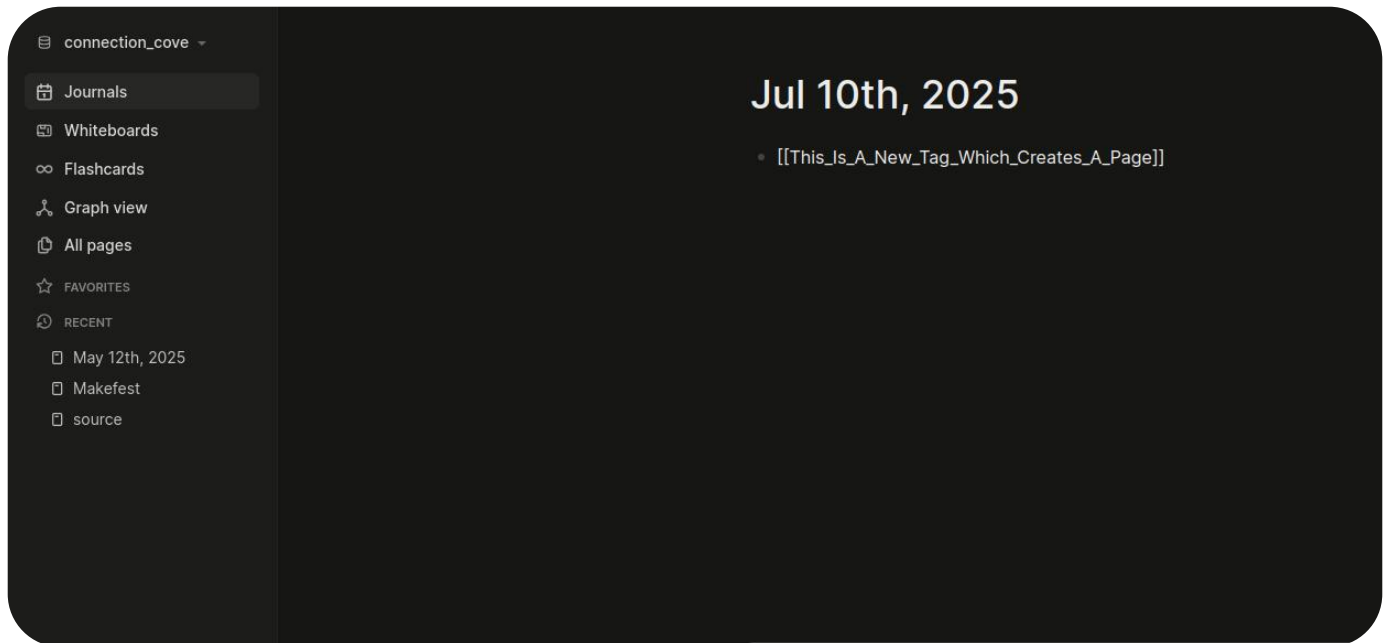 connection_cove
Journals
Whiteboards
Flashcards
Graph view
All pages
FAVORITES
RECENT
May 12th, 2025
Makefest
source
Jul 10th, 2025
[[This_Is_A_New_Tag_Which_Creates_A_Page]]